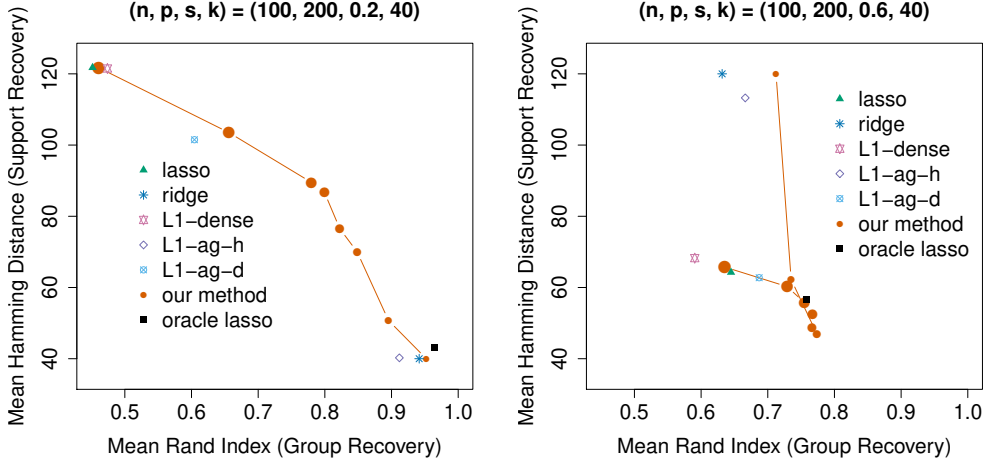 (n, p, s, k) = (100, 200, 0.2, 40)
Mean Hamming Distance (Support Recovery)
120
100
80
60
40
lasso
ridge
L1−dense
L1−ag−h
L1−ag−d
our method
oracle lasso
0.5 0.6 0.7 0.8 0.9 1.0
Mean Rand Index (Group Recovery)
(n, p, s, k) = (100, 200, 0.6, 40)
Mean Hamming Distance (Support Recovery)
120
100
80
60
40
lasso
ridge
L1−dense
L1−ag−h
L1−ag−d
our method
oracle lasso
0.5 0.6 0.7 0.8 0.9 1.0
Mean Rand Index (Group Recovery)